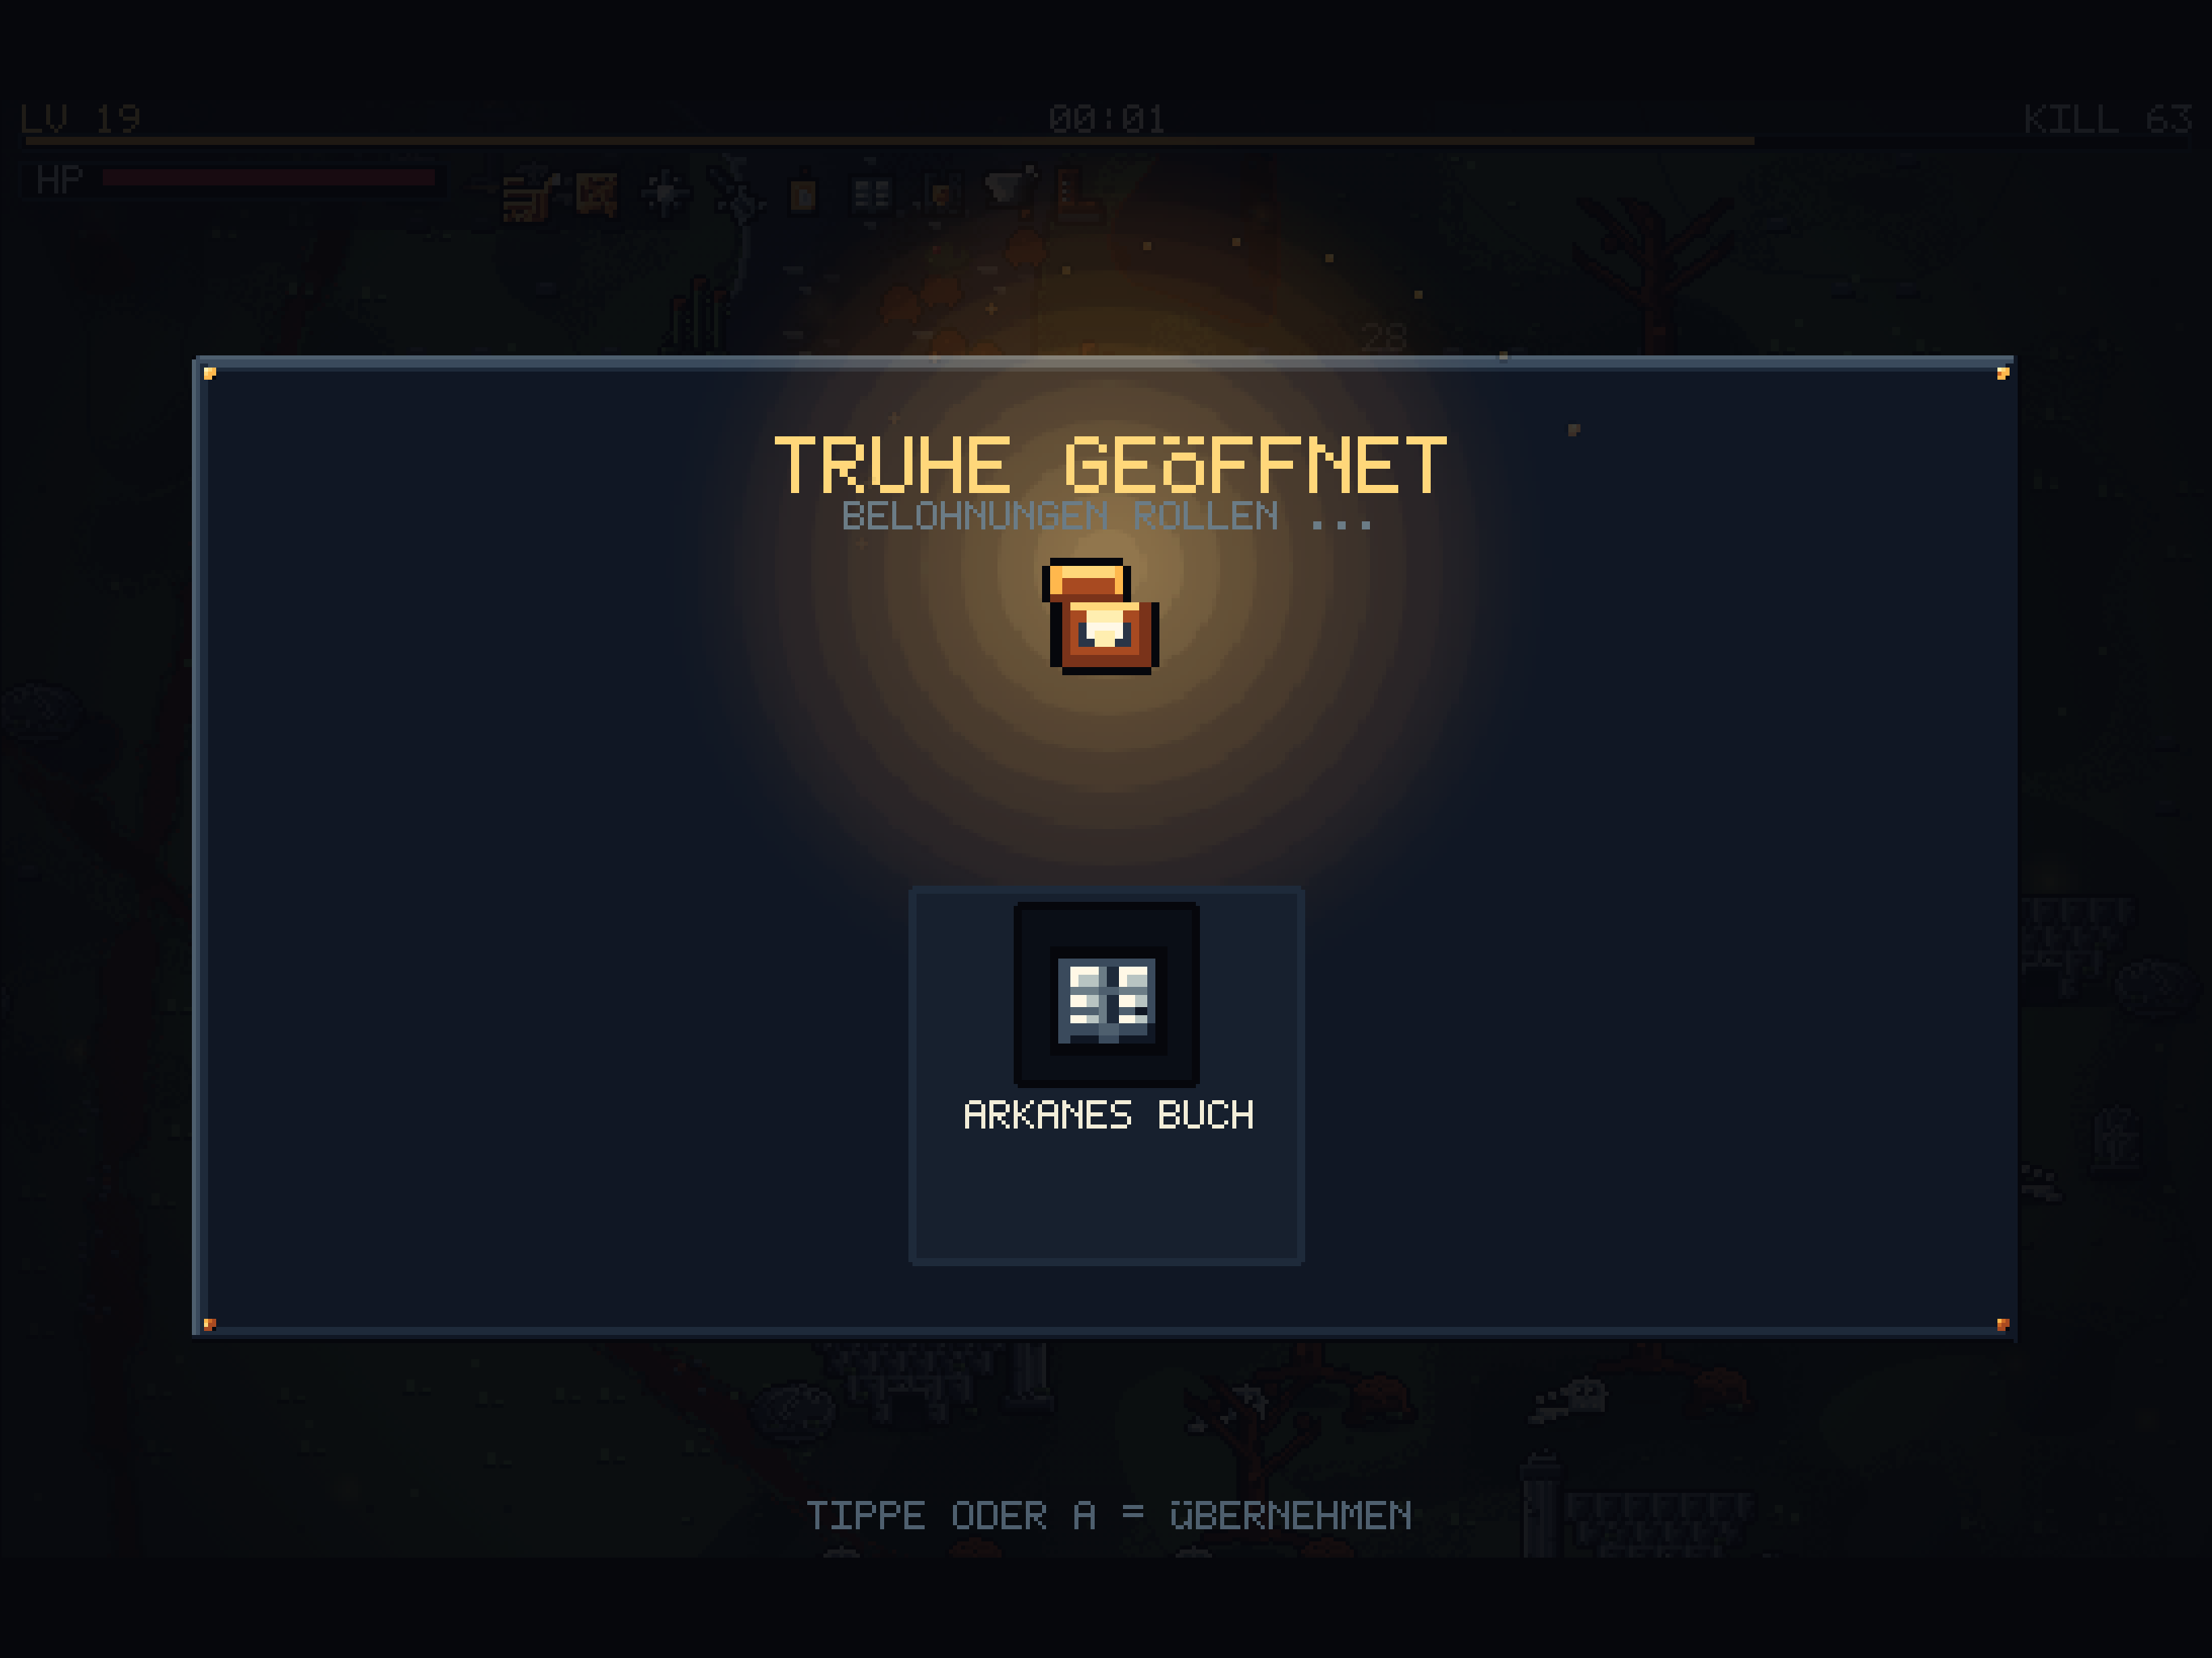 LV 19
00:01
KILL 63
HP
28
TRUHE GEöFFNET
BELOHNUNGEN ROLLEN ...
ARKANES BUCH
TIPPE ODER A = üBERNEHMEN